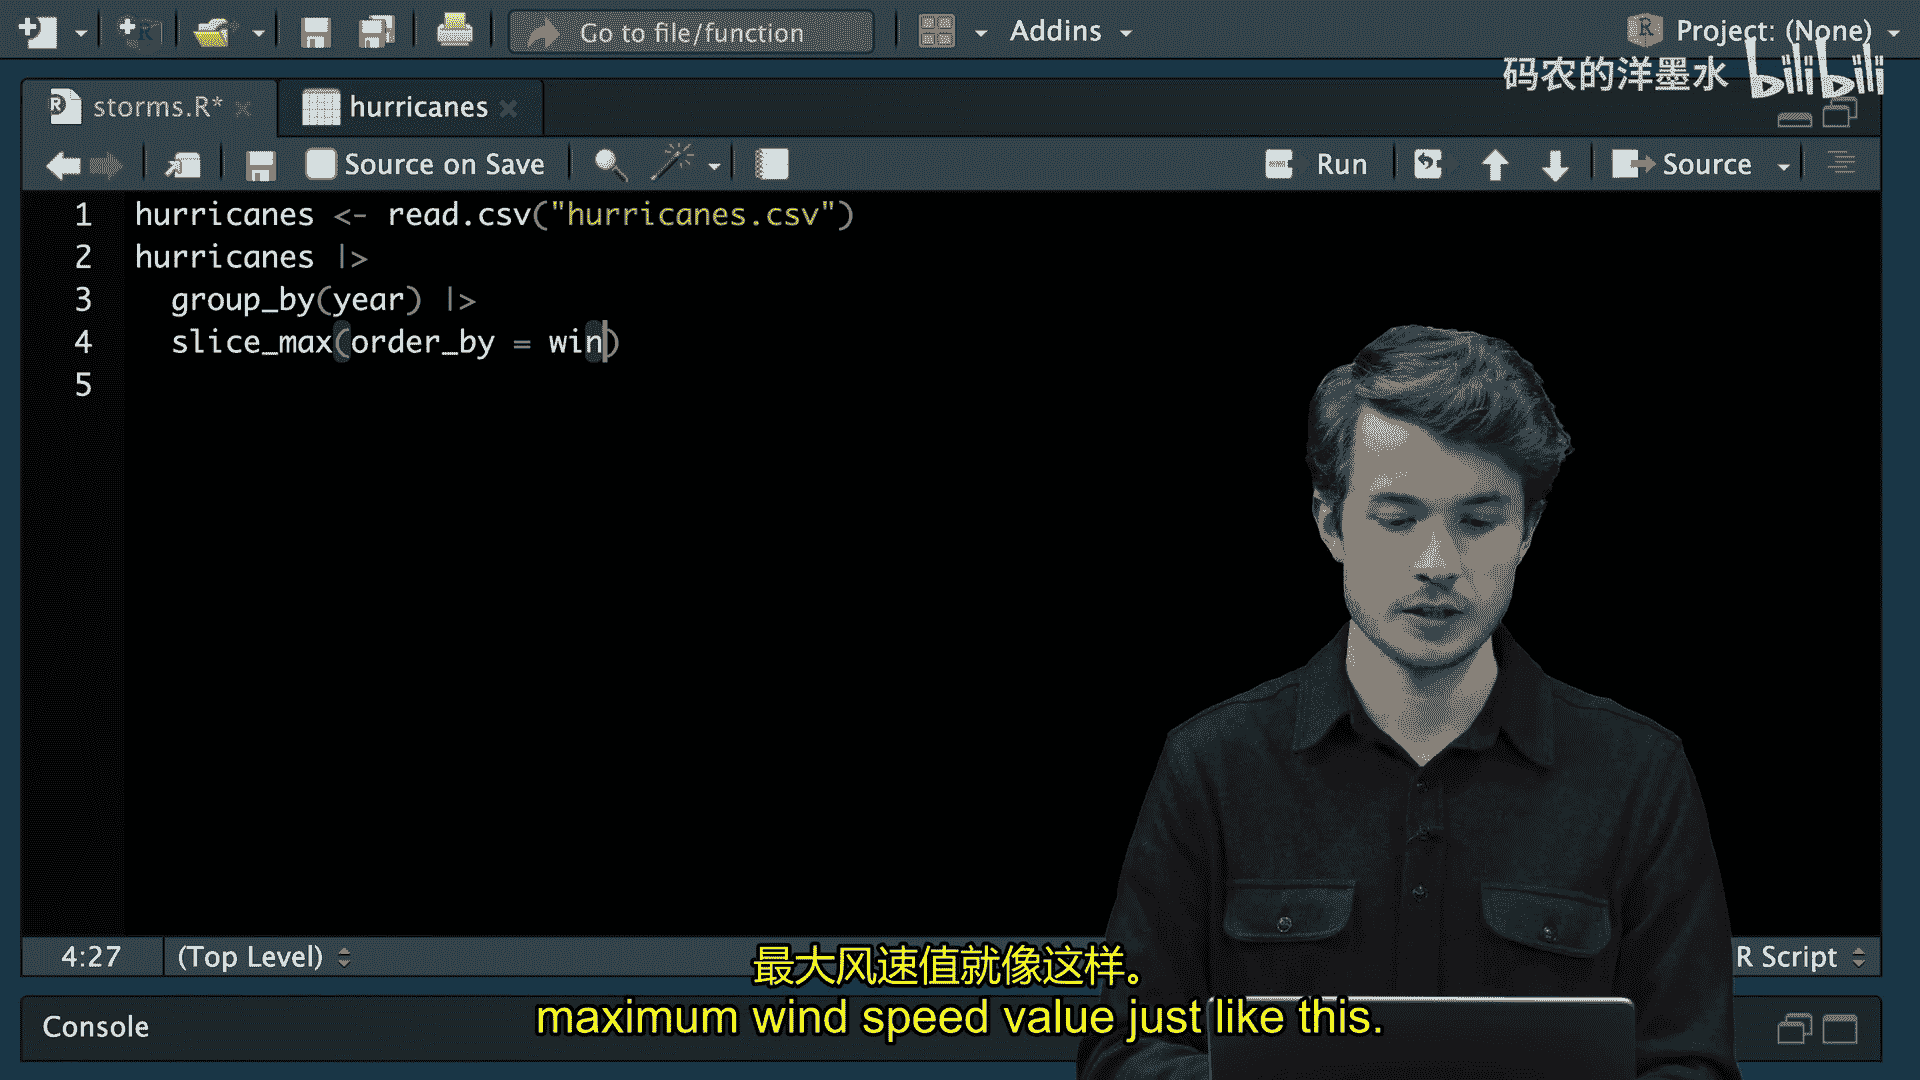 Go to file/function
Addins
Project: (None)
码农的洋墨水 bilibili
storms.R*
hurricanes
Source on Save
Run
Source
1 hurricanes <- read.csv("hurricanes.csv")
2 hurricanes |>
3 group_by(year) |>
4 slice_max(order_by = win)
5
4:27
(Top Level)
R Script
最大风速值就像这样。
maximum wind speed value just like this.
Console